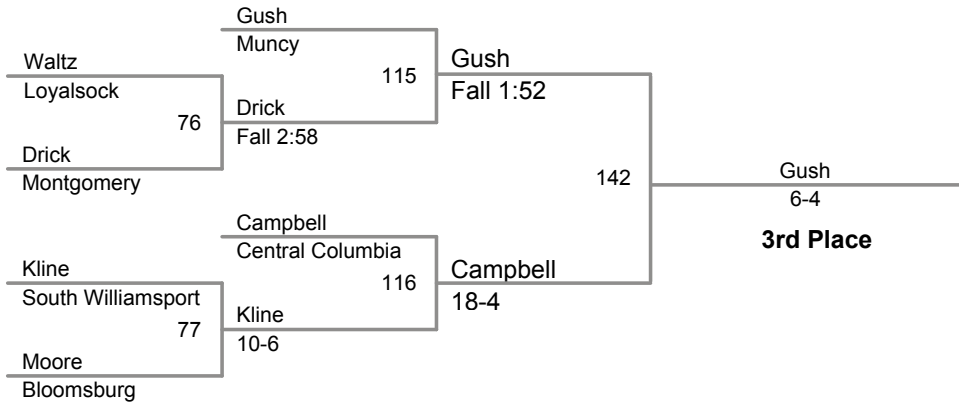 Gush
Muncy
Waltz
Loyalsock
115
Gush
Fall 1:52
76
Drick
Fall 2:58
Drick
Montgomery
142
Gush
6-4
3rd Place
Campbell
Central Columbia
Kline
South Williamsport
116
Campbell
18-4
77
Kline
10-6
Moore
Bloomsburg